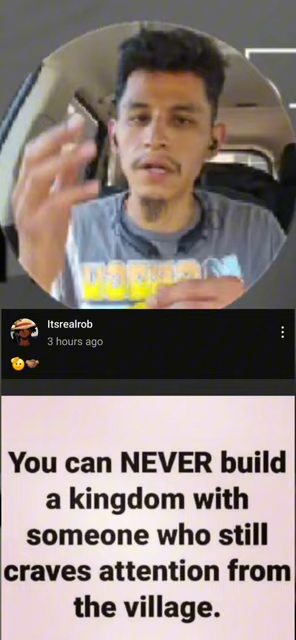 Itsrealrob
3 hours ago
You can NEVER build
a kingdom with
someone who still
craves attention from
the village.